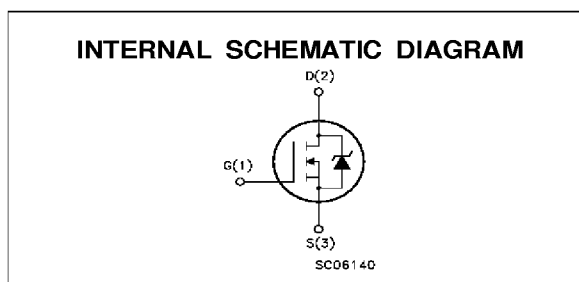 INTERNAL SCHEMATIC DIAGRAM
D(2)
G(1)
S(3)
SC06140